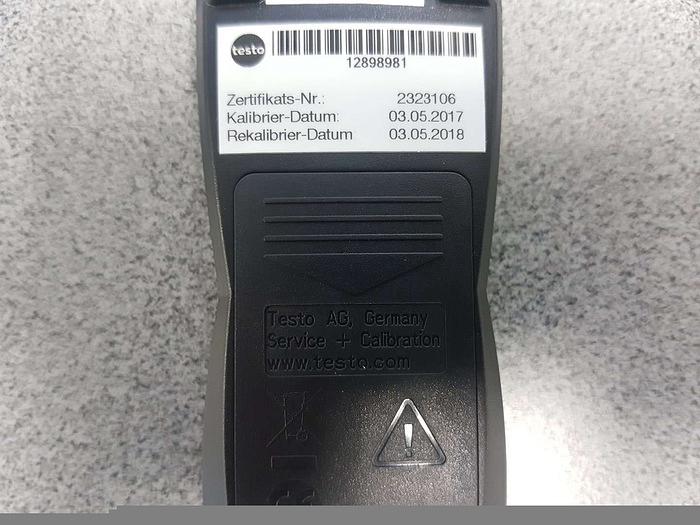 testo
12898981
Zertifikats-Nr.: 2323106
Kalibrier-Datum: 03.05.2017
Rekalibrier-Datum 03.05.2018
Testo AG, Germany
Service + Calibration
www.testo.com